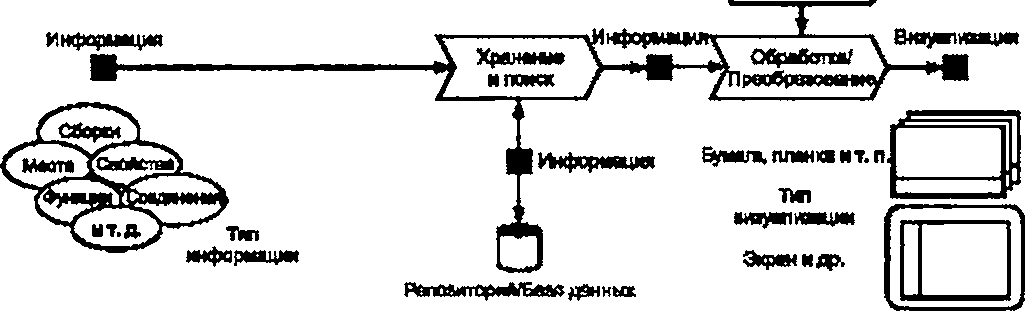 Информация
Хранение
и поиск
Информация
Обработка/
Преобразование
Визуализация
Сборки
Места
Свойства
Функции
Соединения
и т. д.
Тип
информации
Информация
Репозиторий/База данных
Бумага, пленка и т. п.
Тип
визуализации
Экран и др.